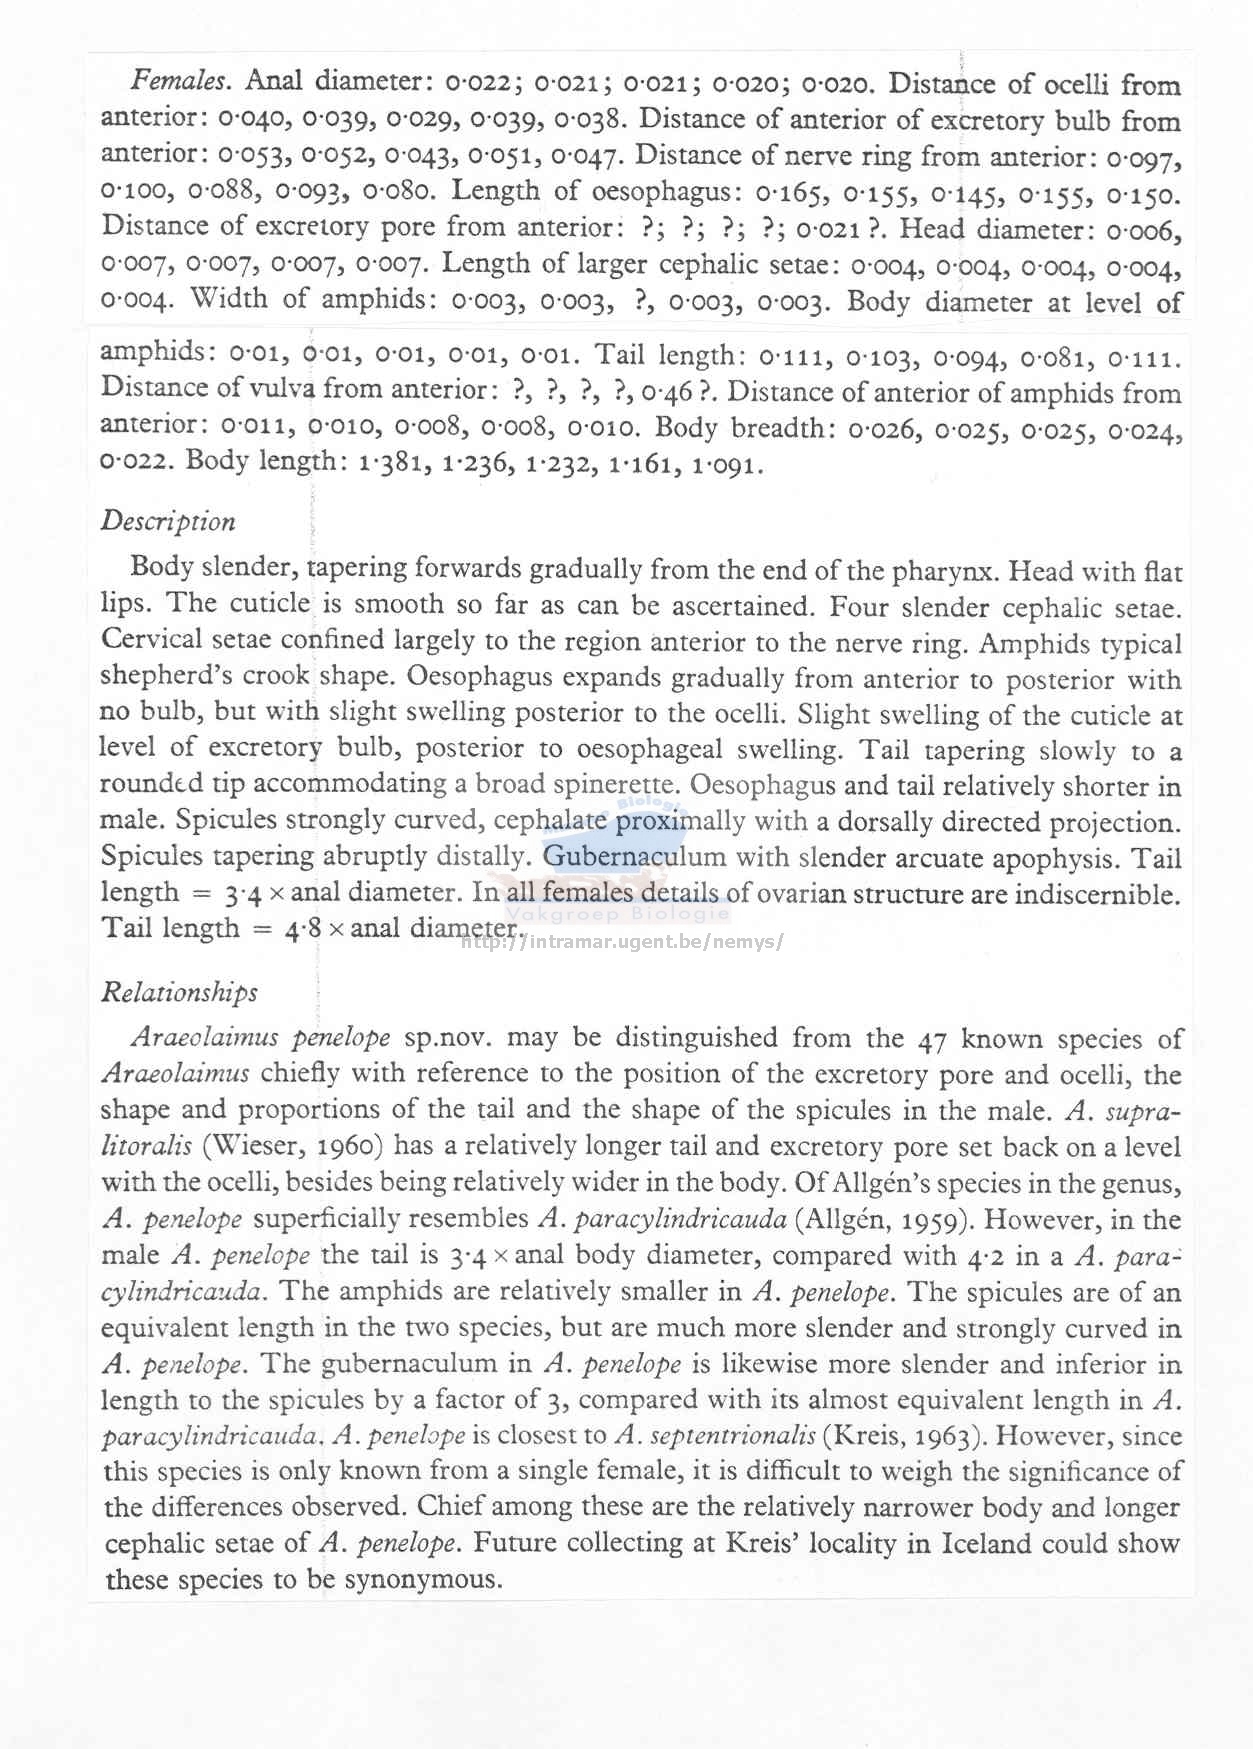 Females. Anal diameter: 0·022; 0·021; 0·021; 0·020; 0·020. Distance of ocelli from
anterior: 0·040, 0·039, 0·029, 0·039, 0·038. Distance of anterior of excretory bulb from
anterior: 0·053, 0·052, 0·043, 0·051, 0·047. Distance of nerve ring from anterior: 0·097,
0·100, 0·088, 0·093, 0·080. Length of oesophagus: 0·165, 0·155, 0·145, 0·155, 0·150.
Distance of excretory pore from anterior: ?; ?; ?; ?; 0·021 ?. Head diameter: 0·006,
0·007, 0·007, 0·007, 0·007. Length of larger cephalic setae: 0·004, 0·004, 0·004, 0·004,
0·004. Width of amphids: 0·003, 0·003, ?, 0·003, 0·003. Body diameter at level of
amphids: 0·01, 0·01, 0·01, 0·01, 0·01. Tail length: 0·111, 0·103, 0·094, 0·081, 0·111.
Distance of vulva from anterior: ?, ?, ?, ?, 0·46 ?. Distance of anterior of amphids from
anterior: 0·011, 0·010, 0·008, 0·008, 0·010. Body breadth: 0·026, 0·025, 0·025, 0·024,
0·022. Body length: 1·381, 1·236, 1·232, 1·161, 1·091.
Description
Body slender, tapering forwards gradually from the end of the pharynx. Head with flat
lips. The cuticle is smooth so far as can be ascertained. Four slender cephalic setae.
Cervical setae confined largely to the region anterior to the nerve ring. Amphids typical
shepherd's crook shape. Oesophagus expands gradually from anterior to posterior with
no bulb, but with slight swelling posterior to the ocelli. Slight swelling of the cuticle at
level of excretory bulb, posterior to oesophageal swelling. Tail tapering slowly to a
rounded tip accommodating a broad spinerette. Oesophagus and tail relatively shorter in
male. Spicules strongly curved, cephalate proximally with a dorsally directed projection.
Spicules tapering abruptly distally. Gubernaculum with slender arcuate apophysis. Tail
length = 3·4 × anal diameter. In all females details of ovarian structure are indiscernible.
Vakgroep Biologie
Tail length = 4·8 × anal diameter.
http://intramar.ugent.be/nemys/
Relationships
Araeolaimus penelope sp.nov. may be distinguished from the 47 known species of
Araeolaimus chiefly with reference to the position of the excretory pore and ocelli, the
shape and proportions of the tail and the shape of the spicules in the male. A. supra-
litoralis (Wieser, 1960) has a relatively longer tail and excretory pore set back on a level
with the ocelli, besides being relatively wider in the body. Of Allgén's species in the genus,
A. penelope superficially resembles A. paracylindricauda (Allgén, 1959). However, in the
male A. penelope the tail is 3·4 × anal body diameter, compared with 4·2 in a A. para-
cylindricauda. The amphids are relatively smaller in A. penelope. The spicules are of an
equivalent length in the two species, but are much more slender and strongly curved in
A. penelope. The gubernaculum in A. penelope is likewise more slender and inferior in
length to the spicules by a factor of 3, compared with its almost equivalent length in A.
paracylindricauda. A. penelope is closest to A. septentrionalis (Kreis, 1963). However, since
this species is only known from a single female, it is difficult to weigh the significance of
the differences observed. Chief among these are the relatively narrower body and longer
cephalic setae of A. penelope. Future collecting at Kreis' locality in Iceland could show
these species to be synonymous.